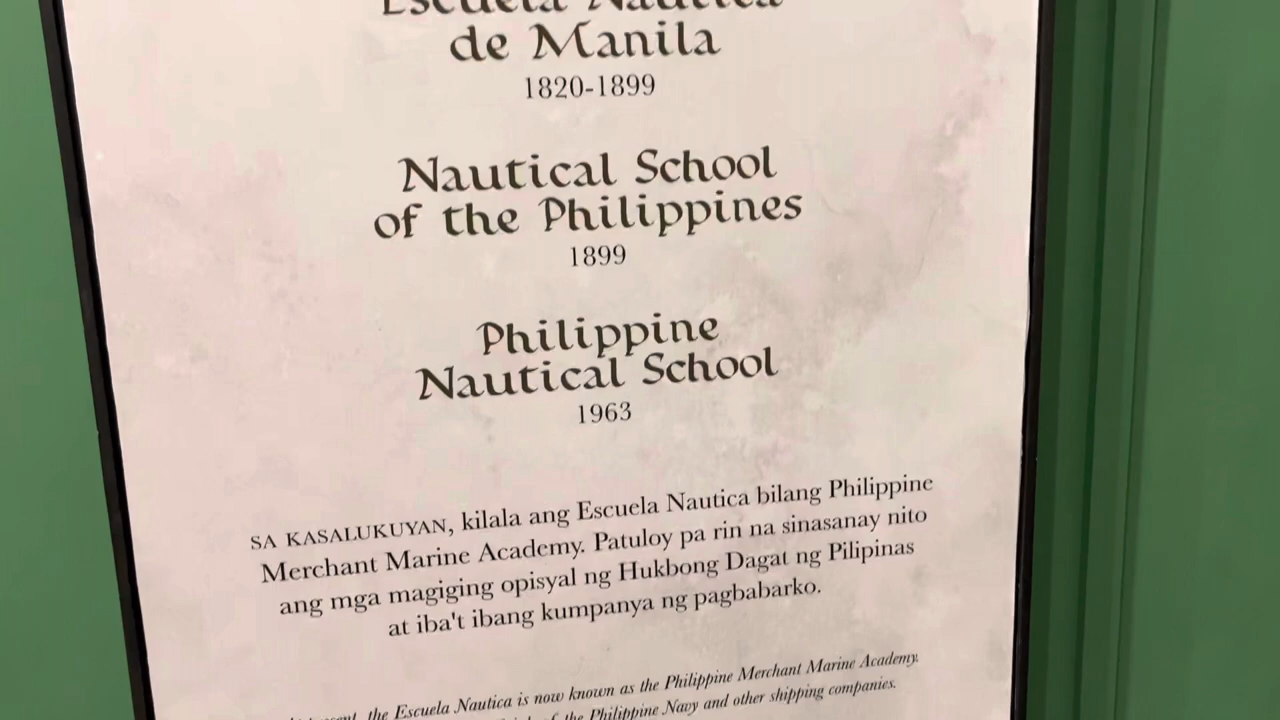 Escuela Nautica
de Manila
1820-1899
Nautical School
of the Philippines
1899
Philippine
Nautical School
1963
SA KASALUKUYAN, kilala ang Escuela Nautica bilang Philippine
Merchant Marine Academy. Patuloy pa rin na sinasanay nito
ang mga magiging opisyal ng Hukbong Dagat ng Pilipinas
at iba't ibang kumpanya ng pagbabarko.
the Escuela Nautica is now known as the Philippine Merchant Marine Academy.
of the Philippine Navy and other shipping companies.